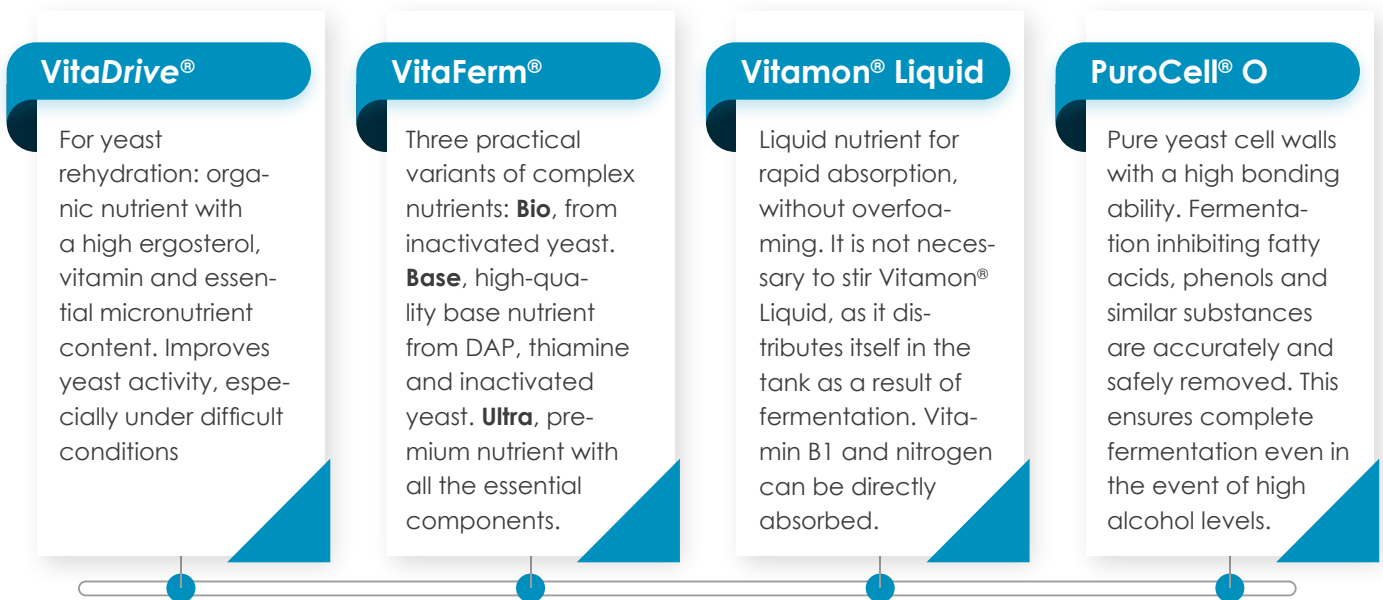 VitaDrive®
For yeast
rehydration: orga-
nic nutrient with
a high ergosterol,
vitamin and essen-
tial micronutrient
content. Improves
yeast activity, espe-
cially under difficult
conditions
VitaFerm®
Three practical
variants of complex
nutrients: Bio, from
inactivated yeast.
Base, high-qua-
lity base nutrient
from DAP, thiamine
and inactivated
yeast. Ultra, pre-
mium nutrient with
all the essential
components.
Vitamon® Liquid
Liquid nutrient for
rapid absorption,
without overfoa-
ming. It is not neces-
sary to stir Vitamon®
Liquid, as it dis-
tributes itself in the
tank as a result of
fermentation. Vita-
min B1 and nitrogen
can be directly
absorbed.
PuroCell® O
Pure yeast cell walls
with a high bonding
ability. Fermenta-
tion inhibiting fatty
acids, phenols and
similar substances
are accurately and
safely removed. This
ensures complete
fermentation even in
the event of high
alcohol levels.